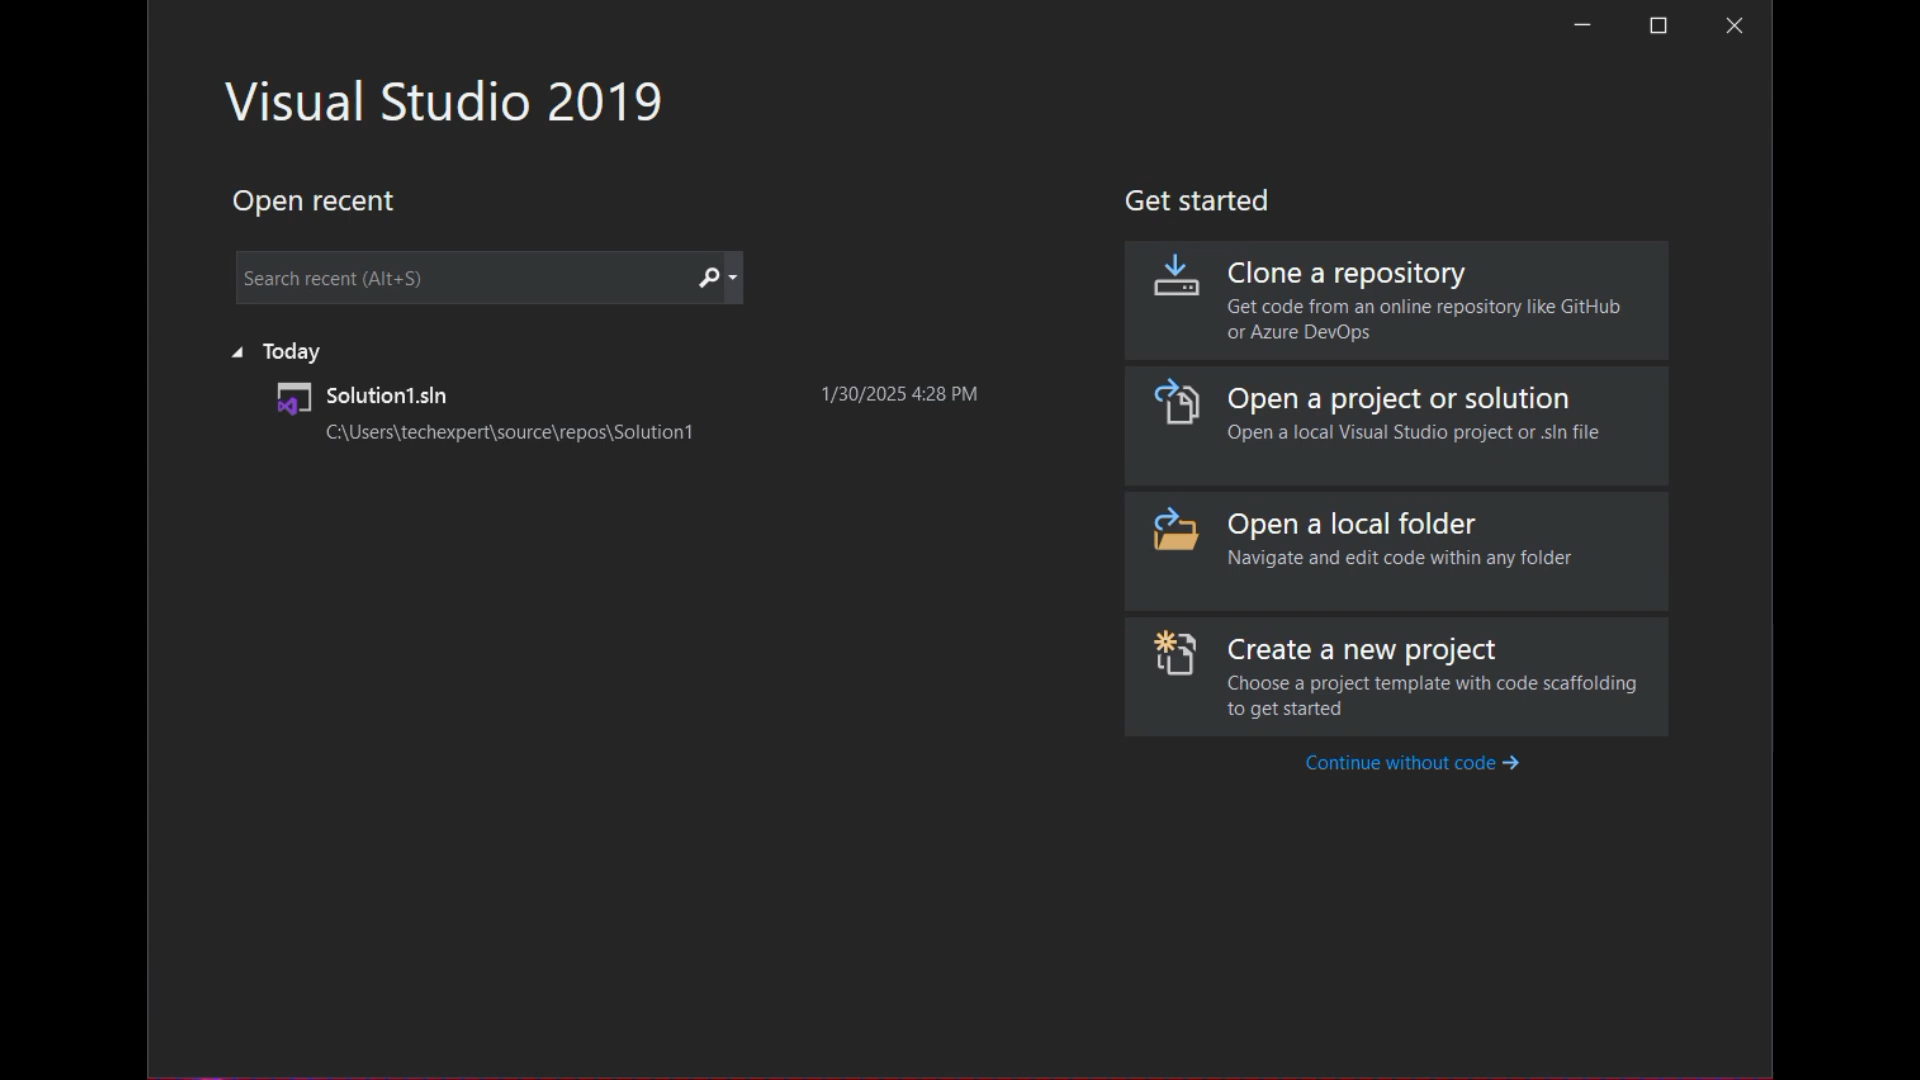 Visual Studio 2019
Open recent
Search recent (Alt+S)
Today
Solution1.sln
1/30/2025 4:28 PM
C:\Users\techexpert\source\repos\Solution1
Get started
Clone a repository
Get code from an online repository like GitHub
or Azure DevOps
Open a project or solution
Open a local Visual Studio project or .sln file
Open a local folder
Navigate and edit code within any folder
Create a new project
Choose a project template with code scaffolding
to get started
Continue without code →